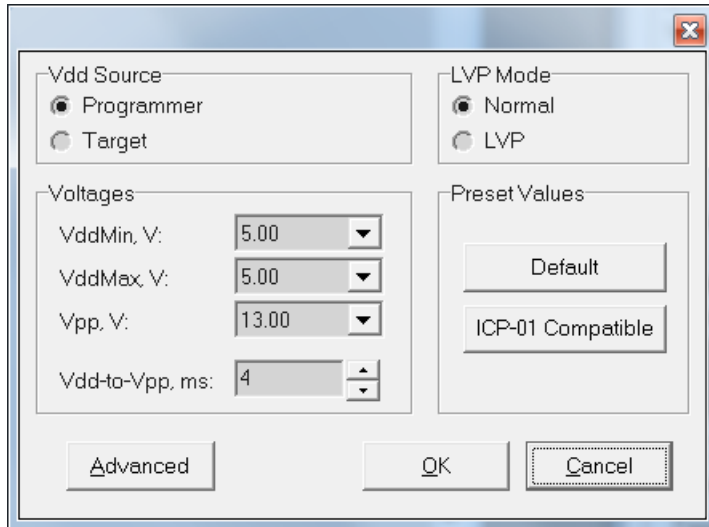 Vdd Source
Programmer
Target
LVP Mode
Normal
LVP
Voltages
VddMin, V: 5.00
VddMax, V: 5.00
Vpp, V: 13.00
Vdd-to-Vpp, ms: 4
Preset Values
Default
ICP-01 Compatible
Advanced OK Cancel